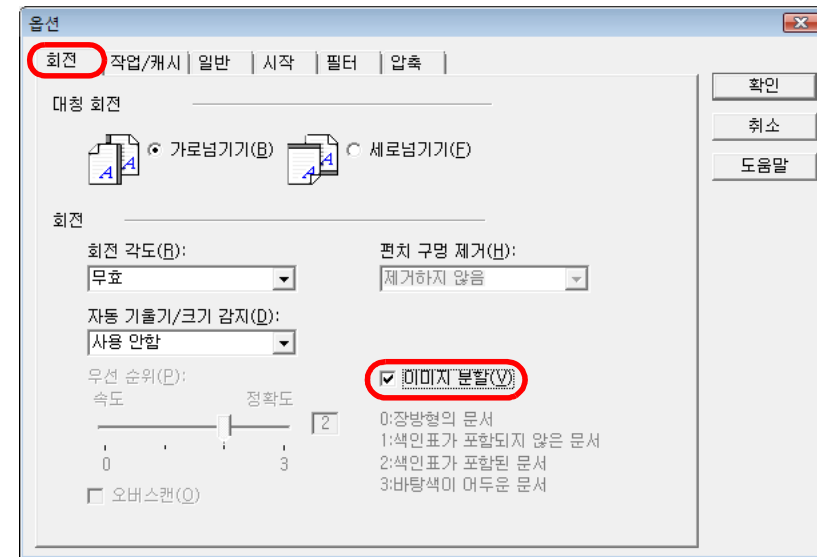 옵션
회전 작업/캐시 일반 시작 필터 압축
확인
취소
도움말
대칭 회전
가로넘기기(B) 세로넘기기(F)
회전
회전 각도(R): 펀치 구멍 제거(H):
무효 제거하지 않음
자동 기울기/크기 감지(D):
사용 안함
우선 순위(P): 이미지 분할(V)
속도 정확도
2
0 3
0:장방형의 문서
1:색인표가 포함되지 않은 문서
2:색인표가 포함된 문서
3:바탕색이 어두운 문서
오버스캔(O)